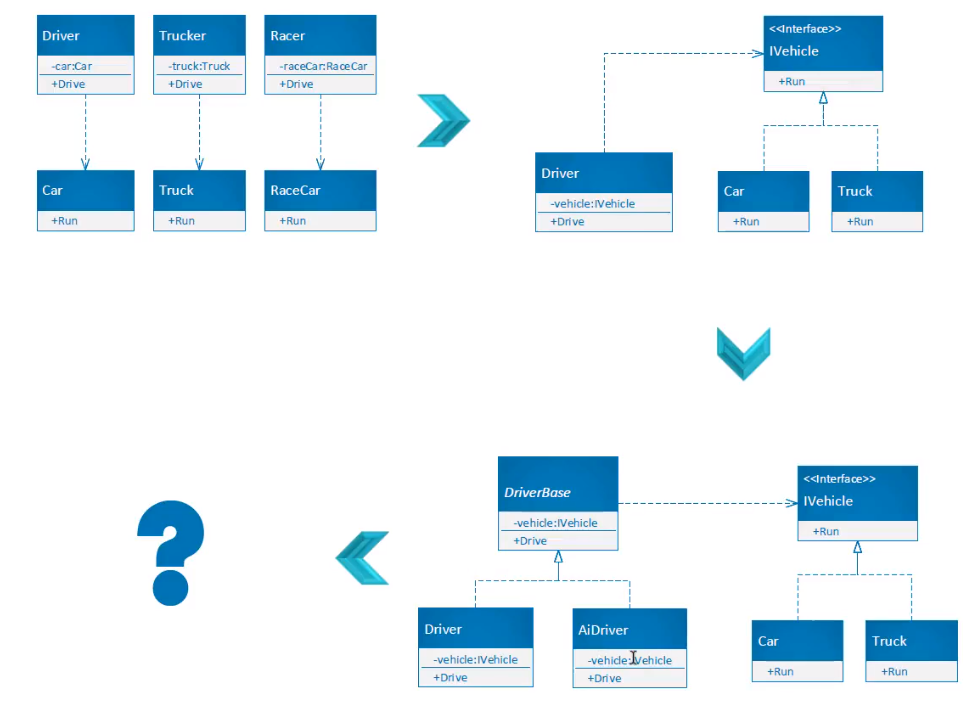 Driver
-car:Car
+Drive
Trucker
-truck:Truck
+Drive
Racer
-raceCar:RaceCar
+Drive
Car
+Run
Truck
+Run
RaceCar
+Run
<<Interface>>
IVehicle
+Run
Driver
-vehicle:IVehicle
+Drive
Car
+Run
Truck
+Run
DriverBase
-vehicle:IVehicle
+Drive
<<Interface>>
IVehicle
+Run
Driver
-vehicle:IVehicle
+Drive
AiDriver
-vehicle:IVehicle
+Drive
Car
+Run
Truck
+Run
?